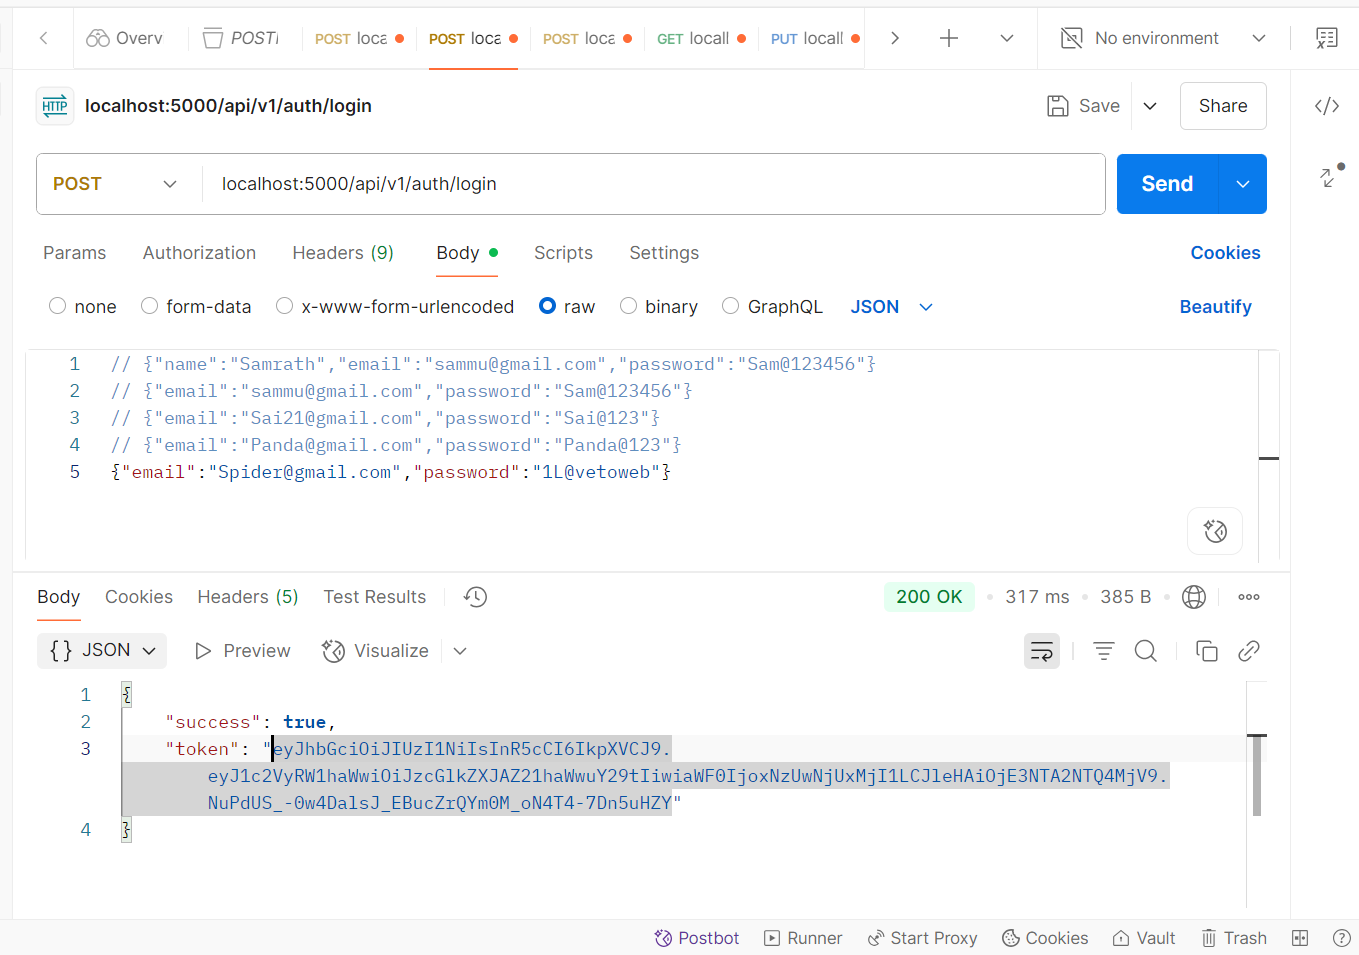 Overv
POSTI
POST loca
POST loca
POST loca
GET locall
PUT locall
No environment
HTTP
localhost:5000/api/v1/auth/login
Save
Share
POST
localhost:5000/api/v1/auth/login
Send
Params
Authorization
Headers (9)
Body
Scripts
Settings
Cookies
none
form-data
x-www-form-urlencoded
raw
binary
GraphQL
JSON
Beautify
1 // {"name":"Samrath","email":"sammu@gmail.com","password":"Sam@123456"}
2 // {"email":"sammu@gmail.com","password":"Sam@123456"}
3 // {"email":"Sai21@gmail.com","password":"Sai@123"}
4 // {"email":"Panda@gmail.com","password":"Panda@123"}
5 {"email":"Spider@gmail.com","password":"1L@vetoweb"}
Body
Cookies
Headers (5)
Test Results
200 OK
317 ms
385 B
{} JSON
Preview
Visualize
1 {
2 "success": true,
3 "token": "eyJhbGciOiJIUzI1NiIsInR5cCI6IkpXVCJ9.
eyJ1c2VyRW1haWwiOiJzcGlkZXJAZ21haWwuY29tIiwiaWF0IjoxNzUwNjUxMjI1LCJleHAiOjE3NTA2NTQ4MjV9.
NuPdUS_-0w4DalsJ_EBucZrQYm0M_oN4T4-7Dn5uHZY"
4 }
Postbot
Runner
Start Proxy
Cookies
Vault
Trash